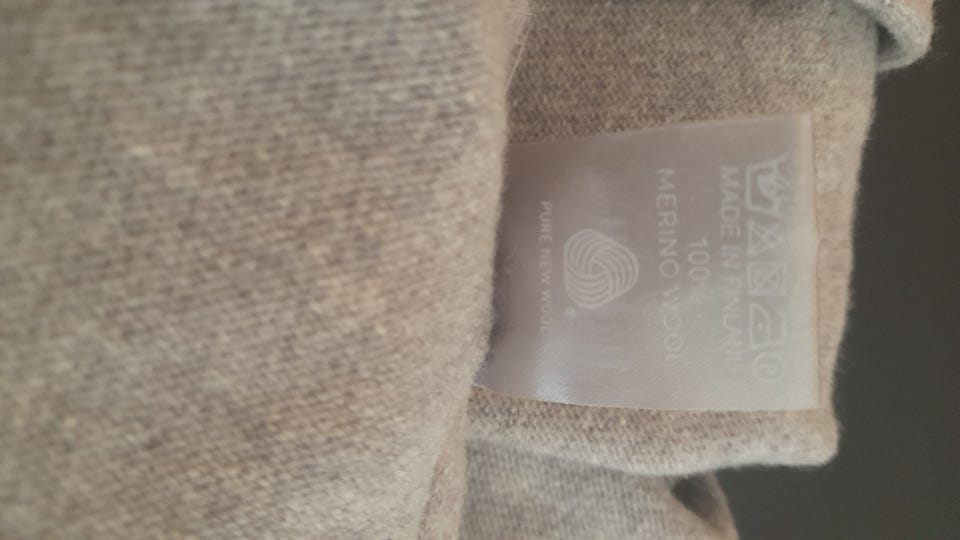 P
MADE IN FINLAND
100%
MERINO WOOL
®
PURE NEW WOOL